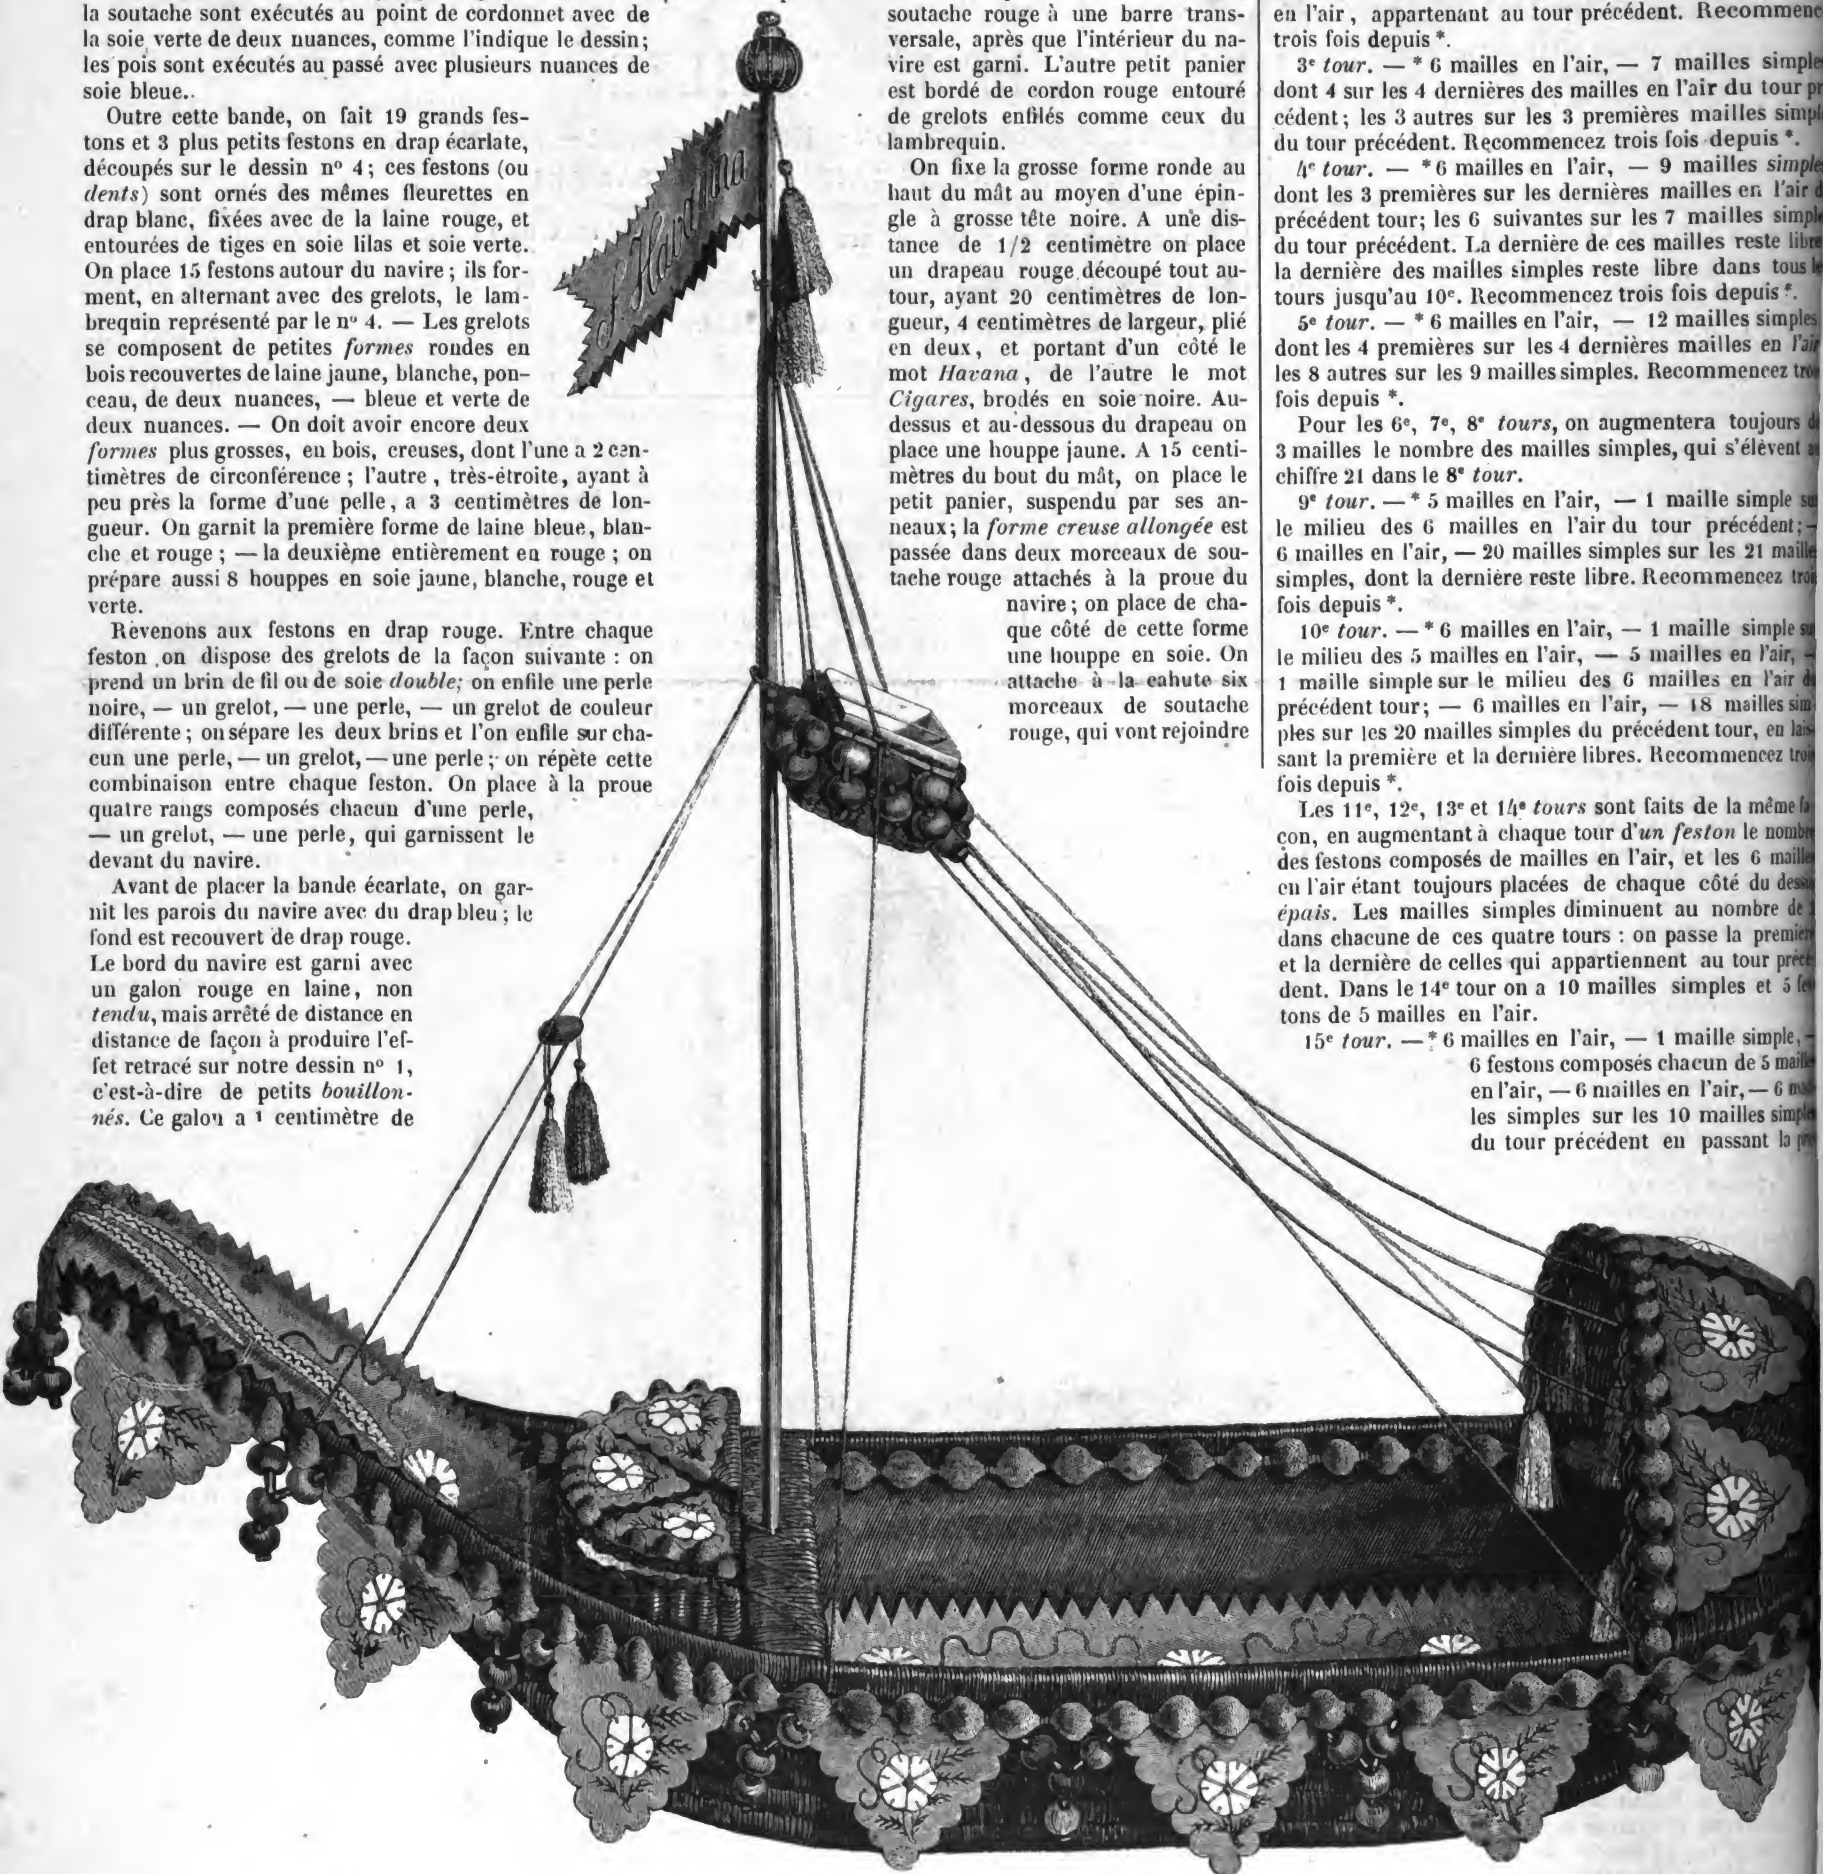 la soutache sont exécutés au point de cordonnet avec de
la soie verte de deux nuances, comme l'indique le dessin;
les pois sont exécutés au passé avec plusieurs nuances de
soie bleue..
Outre cette bande, on fait 19 grands fes-
tons et 3 plus petits festons en drap écarlate,
découpés sur le dessin nº 4; ces festons (ou
dents) sont ornés des mêmes fleurettes en
drap blanc, fixées avec de la laine rouge, et
entourées de tiges en soie lilas et soie verte.
On place 15 festons autour du navire; ils for-
ment, en alternant avec des grelots, le lam-
brequin représenté par le nº 4. — Les grelots
se composent de petites formes rondes en
bois recouvertes de laine jaune, blanche, pon-
ceau, de deux nuances, — bleue et verte de
deux nuances. — On doit avoir encore deux
formes plus grosses, en bois, creuses, dont l'une a 2 cen-
timètres de circonférence; l'autre, très-étroite, ayant à
peu près la forme d'une pelle, a 3 centimètres de lon-
gueur. On garnit la première forme de laine bleue, blan-
che et rouge; — la deuxième entièrement en rouge; on
prépare aussi 8 houppes en soie jaune, blanche, rouge et
verte.
Revenons aux festons en drap rouge. Entre chaque
feston on dispose des grelots de la façon suivante : on
prend un brin de fil ou de soie double; on enfile une perle
noire, — un grelot, — une perle, — un grelot de couleur
différente; on sépare les deux brins et l'on enfile sur cha-
cun une perle, — un grelot, — une perle; on répète cette
combinaison entre chaque feston. On place à la proue
quatre rangs composés chacun d'une perle,
— un grelot, — une perle, qui garnissent le
devant du navire.
Avant de placer la bande écarlate, on gar-
nit les parois du navire avec du drap bleu; le
fond est recouvert de drap rouge.
Le bord du navire est garni avec
un galon rouge en laine, non
tendu, mais arrêté de distance en
distance de façon à produire l'ef-
fet retracé sur notre dessin nº 1,
c'est-à-dire de petits bouillon-
nés. Ce galon a 1 centimètre de
Havanna
soutache rouge à une barre trans-
versale, après que l'intérieur du na-
vire est garni. L'autre petit panier
est bordé de cordon rouge entouré
de grelots enfilés comme ceux du
lambrequin.
On fixe la grosse forme ronde au
haut du mât au moyen d'une épin-
gle à grosse tête noire. A une dis-
tance de 1/2 centimètre on place
un drapeau rouge découpé tout au-
tour, ayant 20 centimètres de lon-
gueur, 4 centimètres de largeur, plié
en deux, et portant d'un côté le
mot Havana, de l'autre le mot
Cigares, brodés en soie noire. Au-
dessus et au-dessous du drapeau on
place une houppe jaune. A 15 centi-
mètres du bout du mât, on place le
petit panier, suspendu par ses an-
neaux; la forme creuse allongée est
passée dans deux morceaux de sou-
tache rouge attachés à la proue du
navire; on place de cha-
que côté de cette forme
une houppe en soie. On
attache à la cahute six
morceaux de soutache
rouge, qui vont rejoindre
en l'air, appartenant au tour précédent. Recommenc
trois fois depuis *.
3e tour. — * 6 mailles en l'air, — 7 mailles simple
dont 4 sur les 4 dernières des mailles en l'air du tour pr
cédent; les 3 autres sur les 3 premières mailles simpl
du tour précédent. Recommencez trois fois depuis *.
4e tour. — * 6 mailles en l'air, — 9 mailles simple
dont les 3 premières sur les dernières mailles en l'air d
précédent tour; les 6 suivantes sur les 7 mailles simpl
du tour précédent. La dernière de ces mailles reste libre
la dernière des mailles simples reste libre dans tous le
tours jusqu'au 10e. Recommencez trois fois depuis *.
5e tour. — * 6 mailles en l'air, — 12 mailles simples
dont les 4 premières sur les 4 dernières mailles en l'air
les 8 autres sur les 9 mailles simples. Recommencez troi
fois depuis *.
Pour les 6e, 7e, 8e tours, on augmentera toujours de
3 mailles le nombre des mailles simples, qui s'élèvent au
chiffre 21 dans le 8e tour.
9e tour. — * 5 mailles en l'air, — 1 maille simple sur
le milieu des 6 mailles en l'air du tour précédent; —
6 mailles en l'air, — 20 mailles simples sur les 21 maille
simples, dont la dernière reste libre. Recommencez troi
fois depuis *.
10e tour. — * 6 mailles en l'air, — 1 maille simple su
le milieu des 5 mailles en l'air, — 5 mailles en l'air, —
1 maille simple sur le milieu des 6 mailles en l'air du
précédent tour; — 6 mailles en l'air, — 18 mailles sim-
ples sur les 20 mailles simples du précédent tour, en lais-
sant la première et la dernière libres. Recommencez troi
fois depuis *.
Les 11e, 12e, 13e et 14e tours sont faits de la même fa-
çon, en augmentant à chaque tour d'un feston le nombre
des festons composés de mailles en l'air, et les 6 maille
en l'air étant toujours placées de chaque côté du dessin
épais. Les mailles simples diminuent au nombre de
dans chacune de ces quatre tours : on passe la premièr
et la dernière de celles qui appartiennent au tour précé-
dent. Dans le 14e tour on a 10 mailles simples et 5 fes-
tons de 5 mailles en l'air.
15e tour. — * 6 mailles en l'air, — 1 maille simple, —
6 festons composés chacun de 5 maille
en l'air, — 6 mailles en l'air, — 6 mail-
les simples sur les 10 mailles simple
du tour précédent en passant la